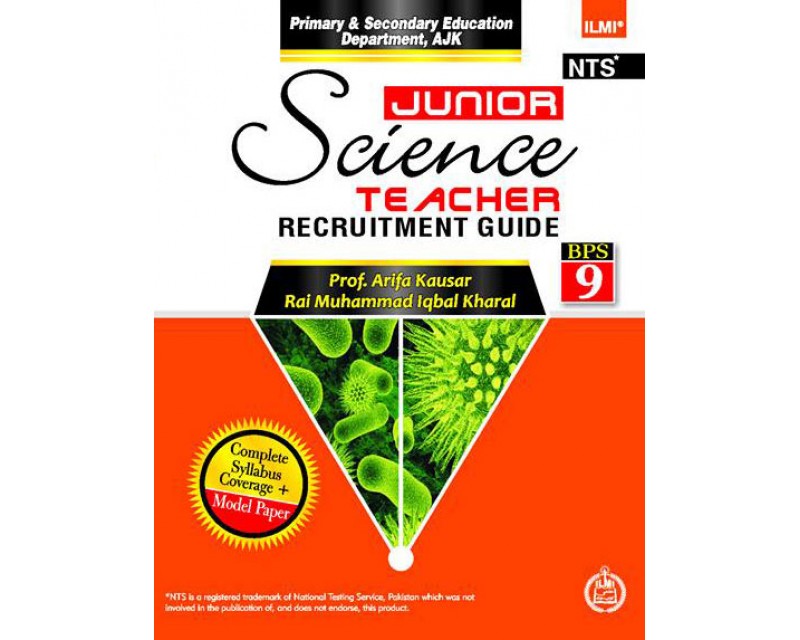 Primary & Secondary Education
Department, AJK
ILMI®
NTS*
JUNIOR
Science
TEACHER
RECRUITMENT GUIDE
BPS
9
Prof. Arifa Kausar
Rai Muhammad Iqbal Kharal
Complete
Syllabus
Coverage +
Model Paper
*NTS is a registered trademark of National Testing Service, Pakistan which was not
involved in the publication of, and does not endorse, this product.
ILMI